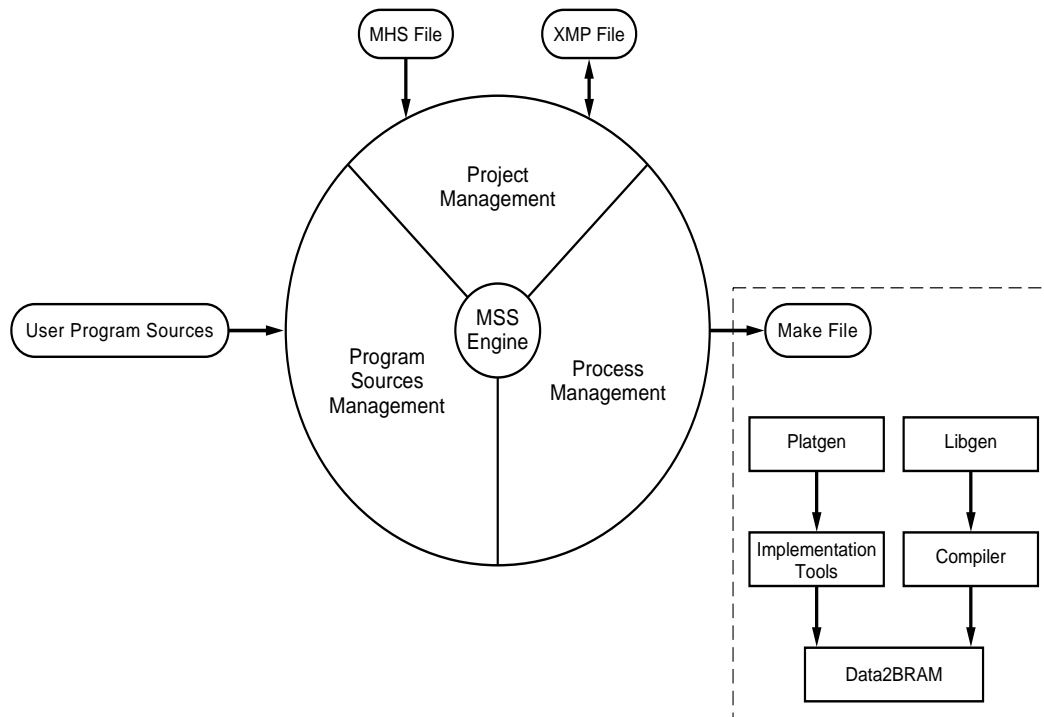 MHS File
XMP File
Project
Management
User Program Sources
MSS
Engine
Make File
Program
Sources
Management
Process
Management
Platgen
Libgen
Implementation
Tools
Compiler
Data2BRAM